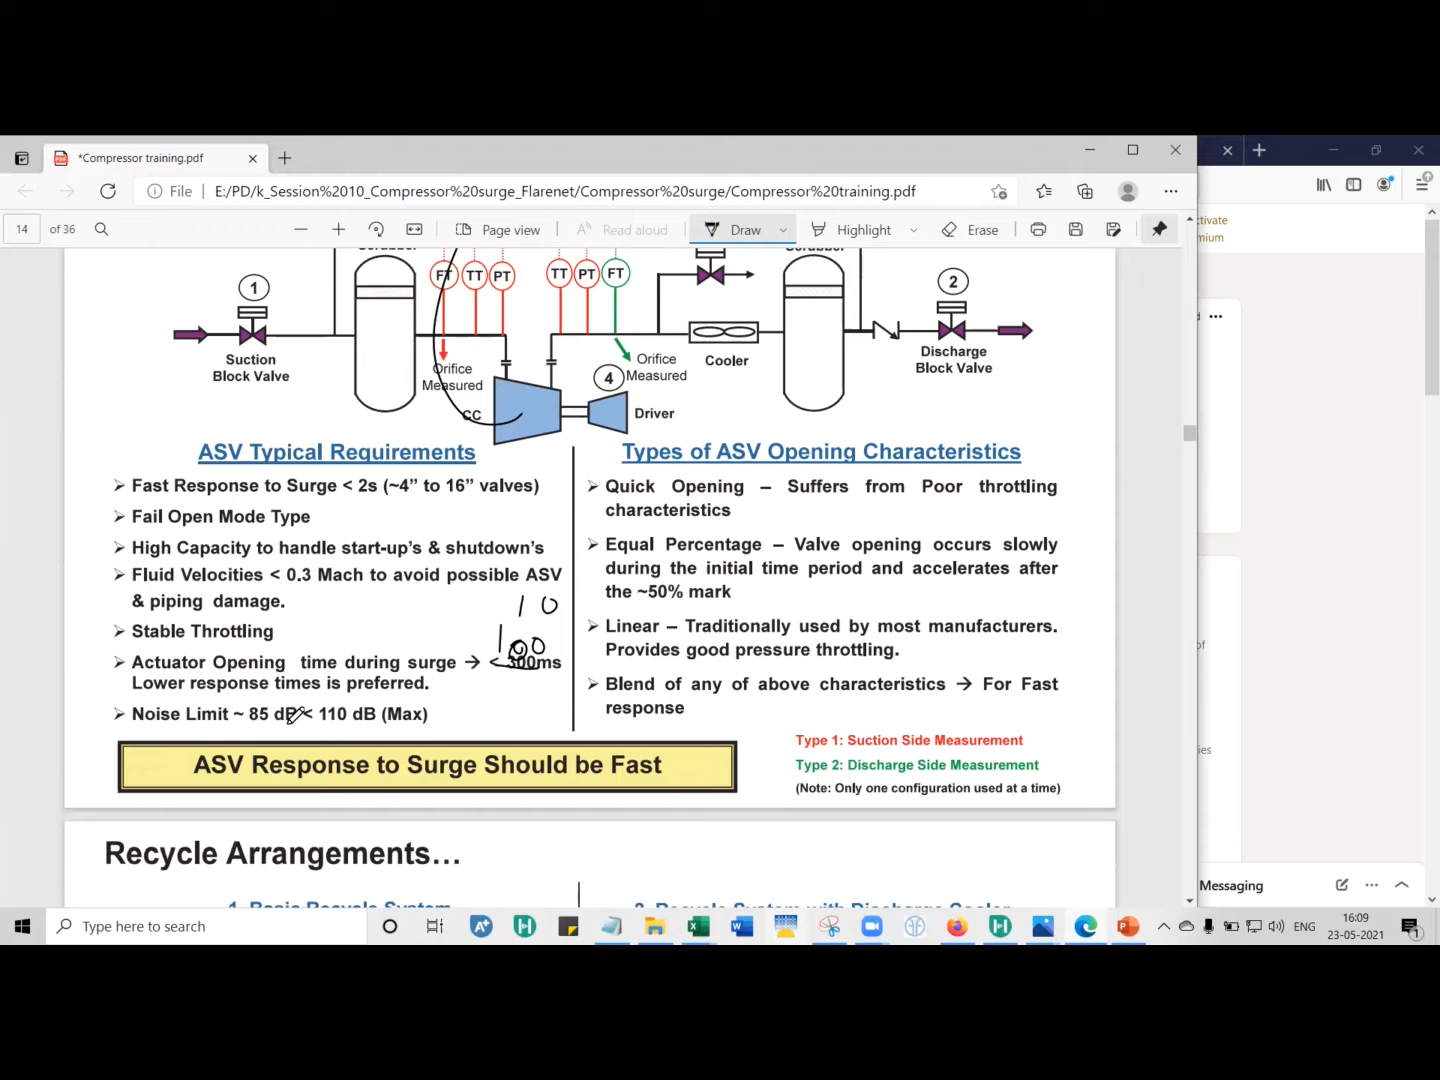 *Compressor training.pdf
File E:/PD/k_Session%2010_Compressor%20surge_Flarenet/Compressor%20surge/Compressor%20training.pdf
14 of 36
Page view
Read aloud
Draw
Highlight
Erase
FT TT PT
TT PT FT
1
2
Suction
Block Valve
Orifice
Measured
Orifice
Measured
Cooler
Discharge
Block Valve
4
CC
Driver
ASV Typical Requirements
Fast Response to Surge < 2s (~4” to 16” valves)
Fail Open Mode Type
High Capacity to handle start-up’s & shutdown’s
Fluid Velocities < 0.3 Mach to avoid possible ASV
& piping damage.
10
Stable Throttling
100
Actuator Opening time during surge → < 300ms
Lower response times is preferred.
Noise Limit ~ 85 dB < 110 dB (Max)
Types of ASV Opening Characteristics
Quick Opening – Suffers from Poor throttling
characteristics
Equal Percentage – Valve opening occurs slowly
during the initial time period and accelerates after
the ~50% mark
Linear – Traditionally used by most manufacturers.
Provides good pressure throttling.
Blend of any of above characteristics → For Fast
response
ASV Response to Surge Should be Fast
Type 1: Suction Side Measurement
Type 2: Discharge Side Measurement
(Note: Only one configuration used at a time)
Recycle Arrangements…
Messaging
Type here to search
ENG
16:09
23-05-2021